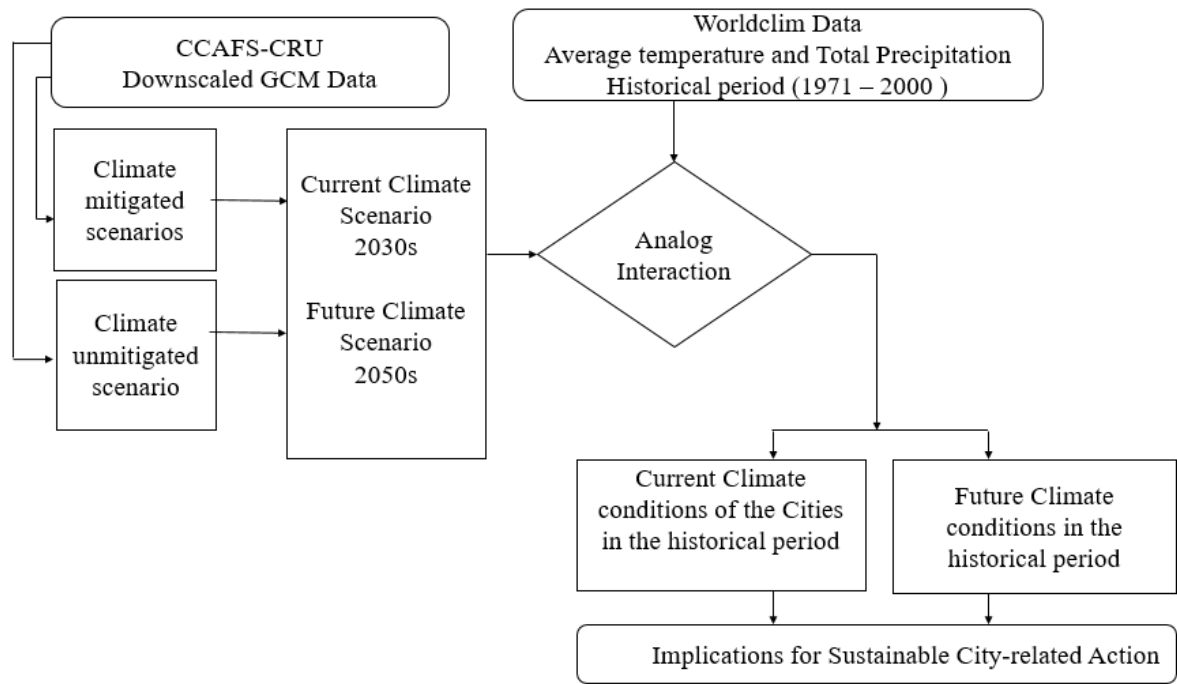 CCAFS-CRU
Downscaled GCM Data
Worldclim Data
Average temperature and Total Precipitation
Historical period (1971 – 2000 )
Climate
mitigated
scenarios
Climate
unmitigated
scenario
Current Climate
Scenario
2030s
Future Climate
Scenario
2050s
Analog
Interaction
Current Climate
conditions of the Cities
in the historical period
Future Climate
conditions in the
historical period
Implications for Sustainable City-related Action